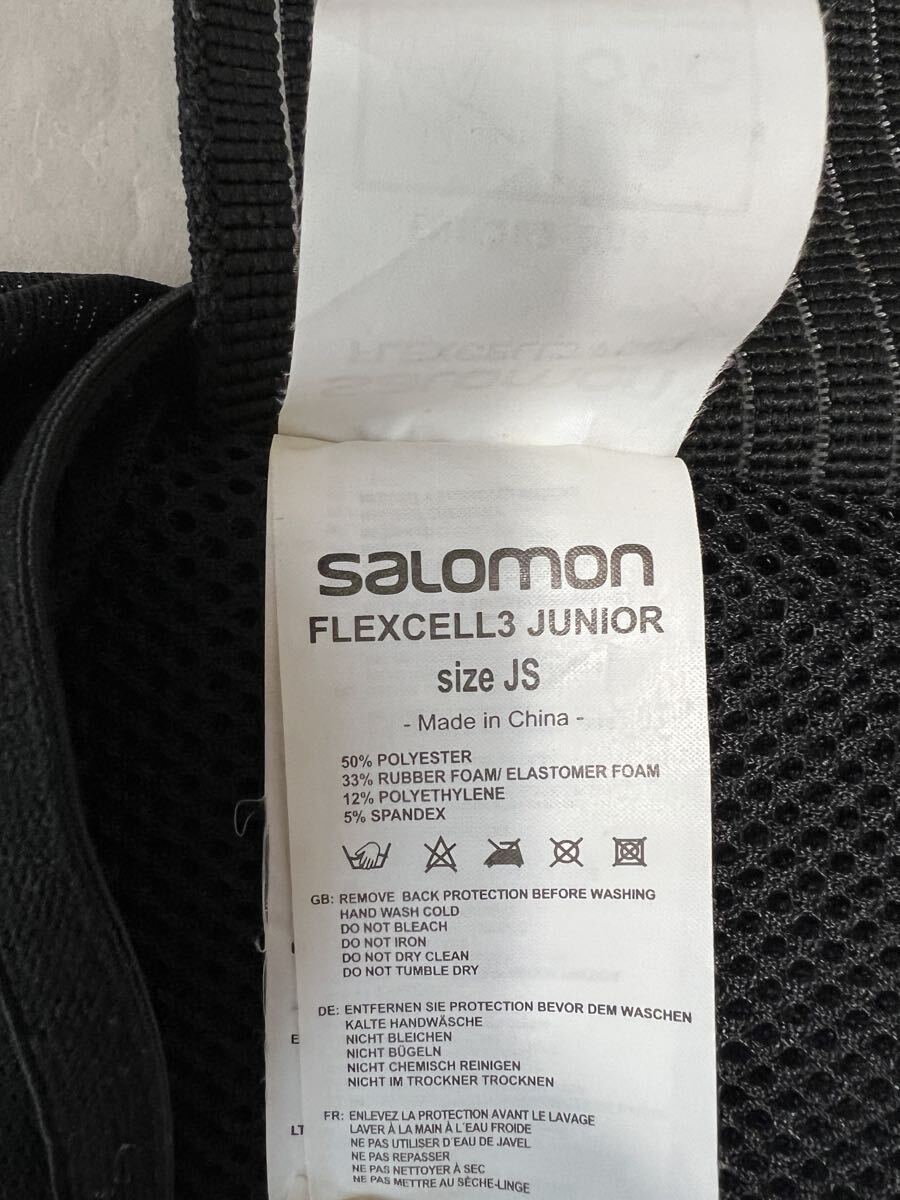 salomon
FLEXCELL3 JUNIOR
size JS
- Made in China -
50% POLYESTER
33% RUBBER FOAM/ ELASTOMER FOAM
12% POLYETHYLENE
5% SPANDEX
GB: REMOVE BACK PROTECTION BEFORE WASHING
HAND WASH COLD
DO NOT BLEACH
DO NOT IRON
DO NOT DRY CLEAN
DO NOT TUMBLE DRY
DE: ENTFERNEN SIE PROTECTION BEVOR DEM WASCHEN
KALTE HANDWÄSCHE
NICHT BLEICHEN
NICHT BÜGELN
NICHT CHEMISCH REINIGEN
NICHT IM TROCKNER TROCKNEN
FR: ENLEVEZ LA PROTECTION AVANT LE LAVAGE
LAVER À LA MAIN À L'EAU FROIDE
NE PAS UTILISER D'EAU DE JAVEL
NE PAS REPASSER
NE PAS NETTOYER À SEC
NE PAS METTRE AU SÈCHE-LINGE
LT